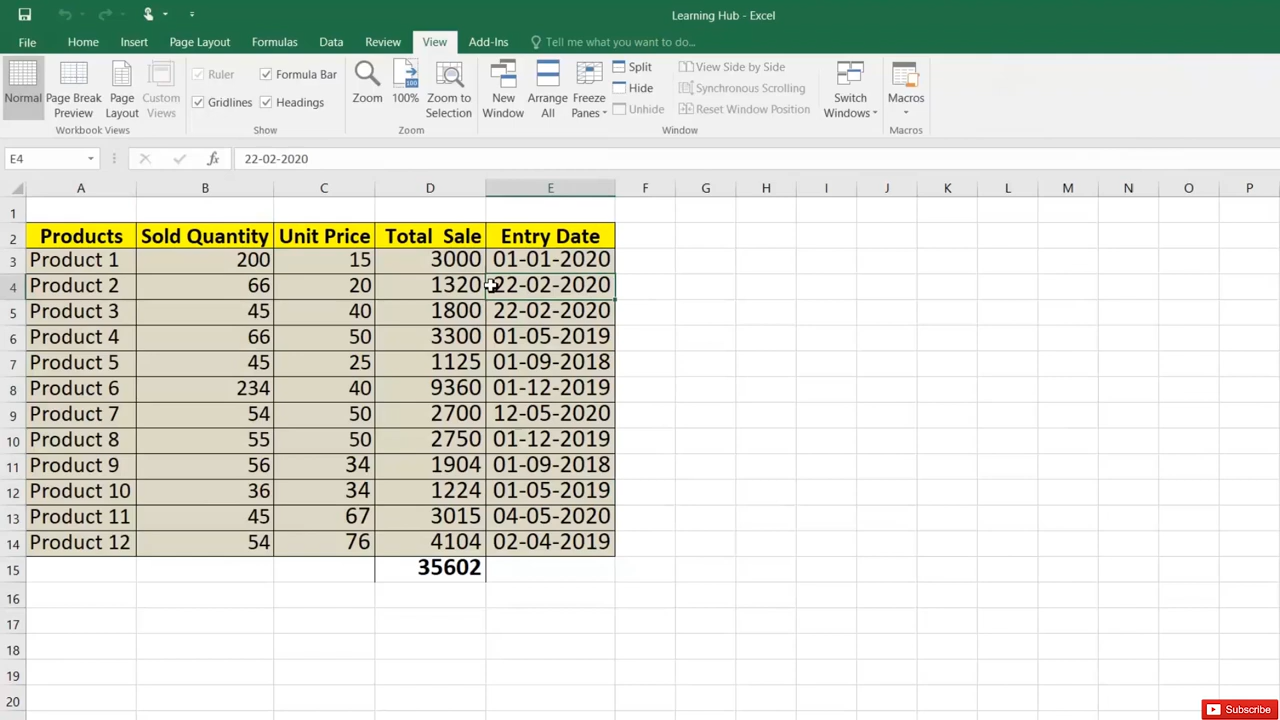 Learning Hub - Excel
File Home Insert Page Layout Formulas Data Review View Add-Ins Tell me what you want to do...
Normal
Page Break Preview
Page Layout
Custom Views
Workbook Views
Ruler
Formula Bar
Gridlines
Headings
Show
Zoom
100%
Zoom to Selection
Zoom
New Window
Arrange All
Freeze Panes
Split
Hide
Unhide
View Side by Side
Synchronous Scrolling
Reset Window Position
Window
Switch Windows
Macros
Macros
E4 fx 22-02-2020
A B C D E F G H I J K L M N O P
1
2 Products Sold Quantity Unit Price Total Sale Entry Date
3 Product 1 200 15 3000 01-01-2020
4 Product 2 66 20 1320 22-02-2020
5 Product 3 45 40 1800 22-02-2020
6 Product 4 66 50 3300 01-05-2019
7 Product 5 45 25 1125 01-09-2018
8 Product 6 234 40 9360 01-12-2019
9 Product 7 54 50 2700 12-05-2020
10 Product 8 55 50 2750 01-12-2019
11 Product 9 56 34 1904 01-09-2018
12 Product 10 36 34 1224 01-05-2019
13 Product 11 45 67 3015 04-05-2020
14 Product 12 54 76 4104 02-04-2019
15 35602
16
17
18
19
20
Subscribe